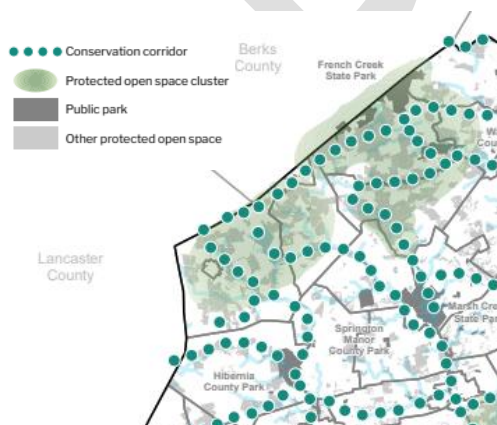 Conservation corridor
Protected open space cluster
Public park
Other protected open space
Berks
County
French Creek
State Park
Lancaster
County
Springton
Manor
County Park
Marsh Cree
State Park
Hibernia
County Park